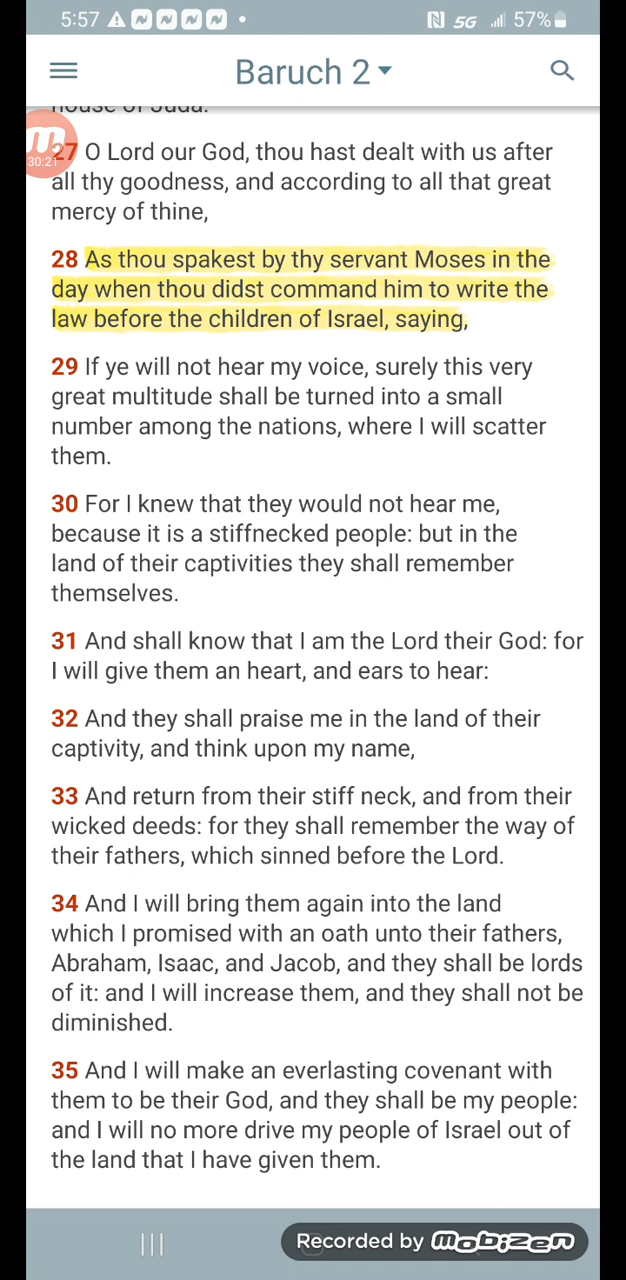 5:57 57%
5G
Baruch 2
house of Juda.
30:21
27 O Lord our God, thou hast dealt with us after
all thy goodness, and according to all that great
mercy of thine,
28 As thou spakest by thy servant Moses in the
day when thou didst command him to write the
law before the children of Israel, saying,
29 If ye will not hear my voice, surely this very
great multitude shall be turned into a small
number among the nations, where I will scatter
them.
30 For I knew that they would not hear me,
because it is a stiffnecked people: but in the
land of their captivities they shall remember
themselves.
31 And shall know that I am the Lord their God: for
I will give them an heart, and ears to hear:
32 And they shall praise me in the land of their
captivity, and think upon my name,
33 And return from their stiff neck, and from their
wicked deeds: for they shall remember the way of
their fathers, which sinned before the Lord.
34 And I will bring them again into the land
which I promised with an oath unto their fathers,
Abraham, Isaac, and Jacob, and they shall be lords
of it: and I will increase them, and they shall not be
diminished.
35 And I will make an everlasting covenant with
them to be their God, and they shall be my people:
and I will no more drive my people of Israel out of
the land that I have given them.
Recorded by Mobizen